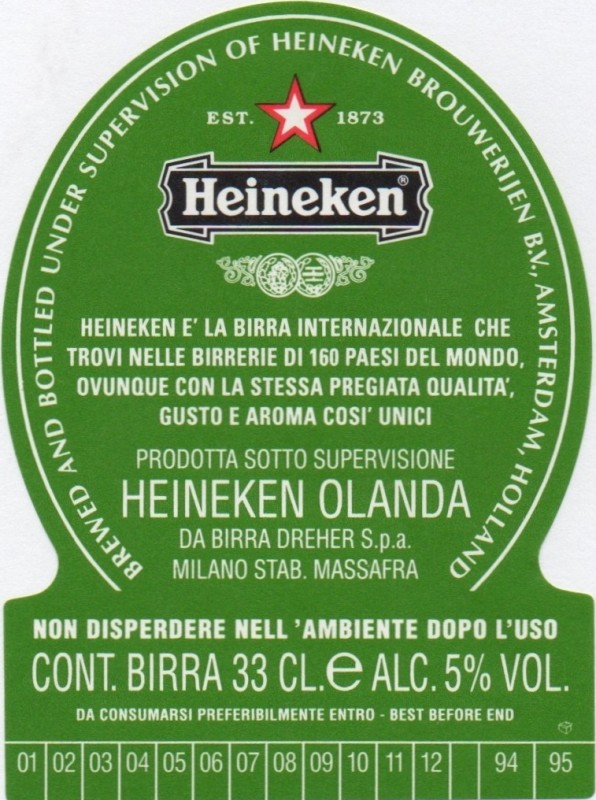 BREWED AND BOTTLED UNDER SUPERVISION OF HEINEKEN BROUWERIJEN B.V., AMSTERDAM, HOLLAND
EST. 1873
Heineken®
HEINEKEN E' LA BIRRA INTERNAZIONALE CHE
TROVI NELLE BIRRERIE DI 160 PAESI DEL MONDO,
OVUNQUE CON LA STESSA PREGIATA QUALITA',
GUSTO E AROMA COSI' UNICI
PRODOTTA SOTTO SUPERVISIONE
HEINEKEN OLANDA
DA BIRRA DREHER S.p.a.
MILANO STAB. MASSAFRA
NON DISPERDERE NELL 'AMBIENTE DOPO L'USO
CONT. BIRRA 33 CL.e ALC. 5% VOL.
DA CONSUMARSI PREFERIBILMENTE ENTRO - BEST BEFORE END
01 02 03 04 05 06 07 08 09 10 11 12 94 95